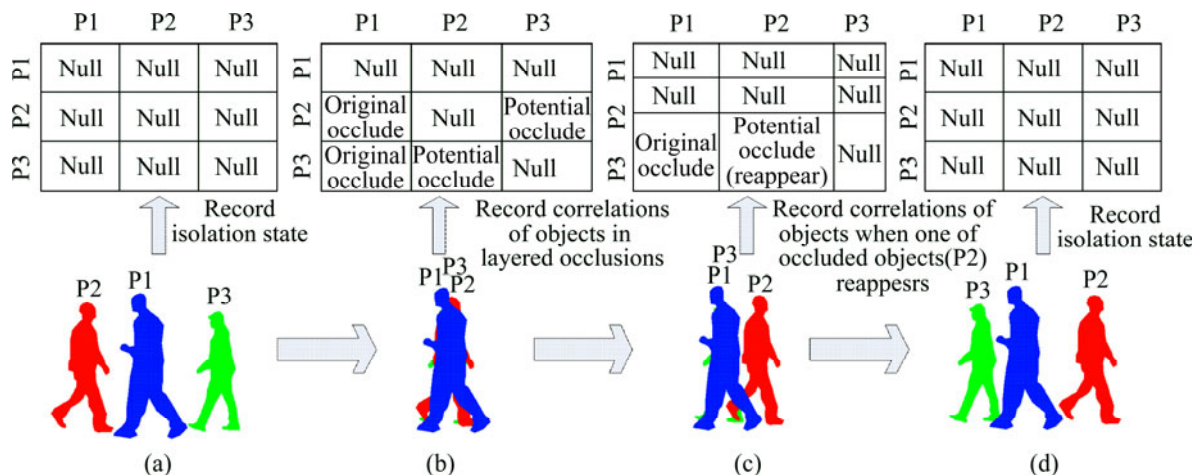 P1 P2 P3
P1 Null Null Null
P2 Null Null Null
P3 Null Null Null
Record
isolation state
P2 P1 P3
(a)
P1 P2 P3
P1 Null Null Null
P2 Original occlude Null Potential occlude
P3 Original occlude Potential occlude Null
Record correlations
of objects in
layered occlusions
P3
P1 P2
(b)
P1 P2 P3
P1 Null Null Null
P2 Null Null Null
P3 Original occlude Potential occlude (reappear) Null
Record correlations of
objects when one of
occluded objects(P2)
reappesrs
P3
P1 P2
(c)
P1 P2 P3
P1 Null Null Null
P2 Null Null Null
P3 Null Null Null
Record
isolation state
P3 P1 P2
(d)